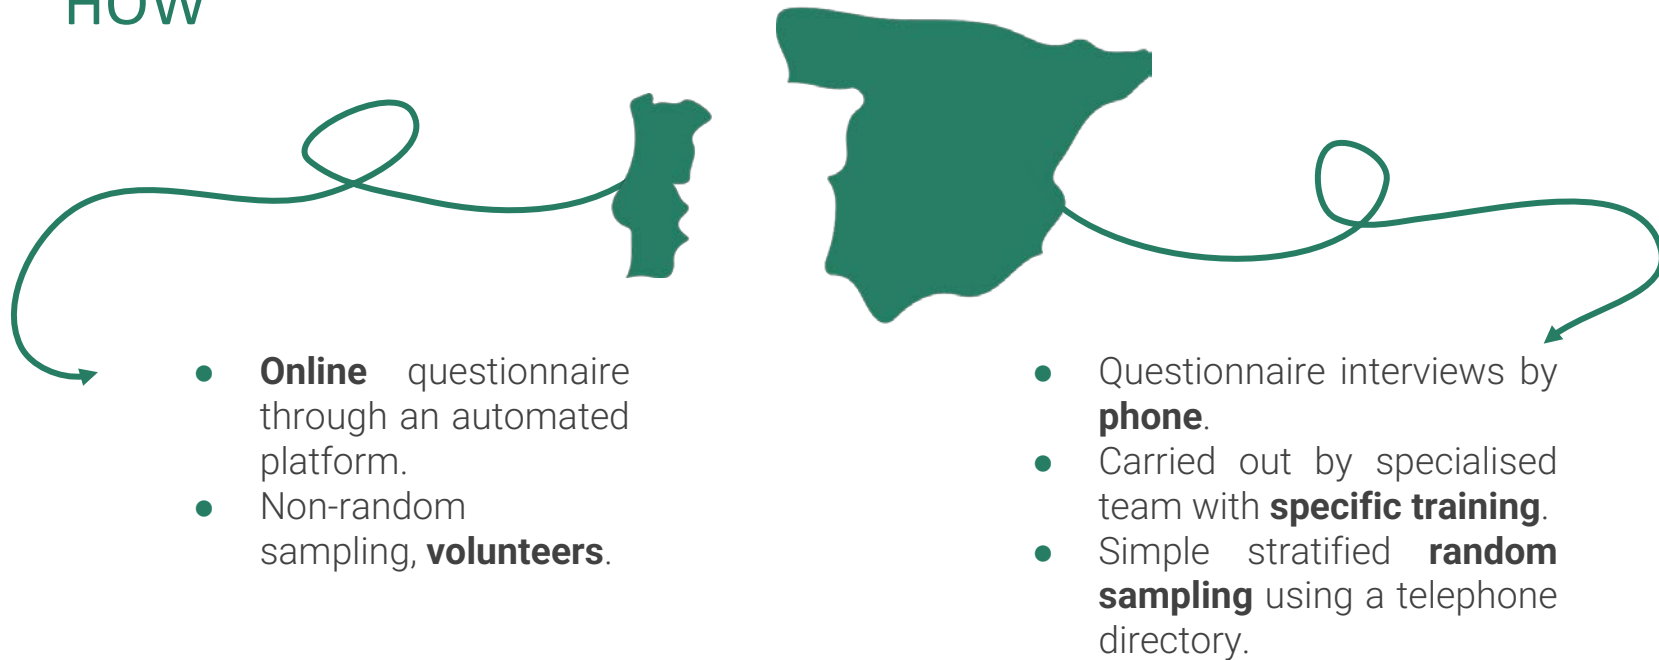 HOW
● Online questionnaire
through an automated
platform.
● Non-random
sampling, volunteers.
● Questionnaire interviews by
phone.
● Carried out by specialised
team with specific training.
● Simple stratified random
sampling using a telephone
directory.